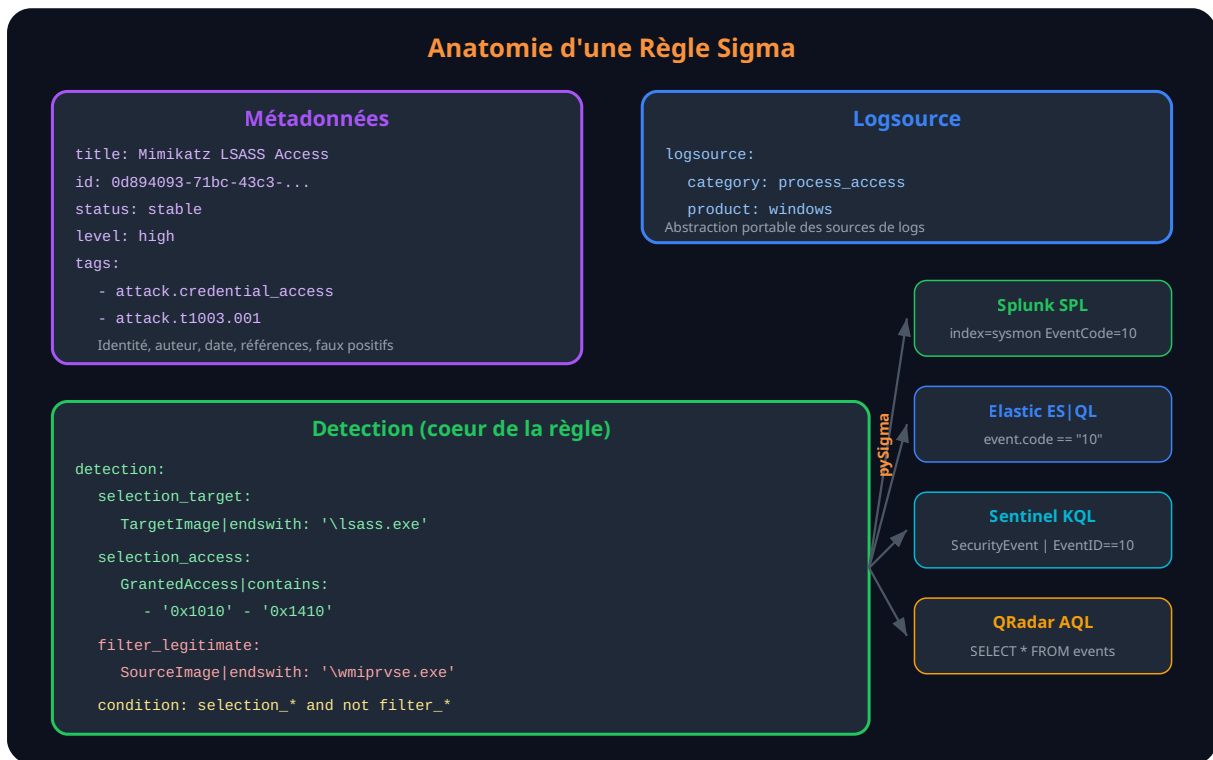 Anatomie d'une Règle Sigma
Métadonnées
title: Mimikatz LSASS Access
id: 0d894093-71bc-43c3-...
status: stable
level: high
tags:
- attack.credential_access
- attack.t1003.001
Identité, auteur, date, références, faux positifs
Logsource
logsource:
category: process_access
product: windows
Abstraction portable des sources de logs
Detection (coeur de la règle)
detection:
selection_target:
TargetImage|endswith: '\lsass.exe'
selection_access:
GrantedAccess|contains:
- '0x1010' - '0x1410'
filter_legitimate:
SourceImage|endswith: '\wmiprvse.exe'
condition: selection_* and not filter_*
pySigma
Splunk SPL
index=sysmon EventCode=10
Elastic ES|QL
event.code == "10"
Sentinel KQL
SecurityEvent | EventID==10
QRadar AQL
SELECT * FROM events